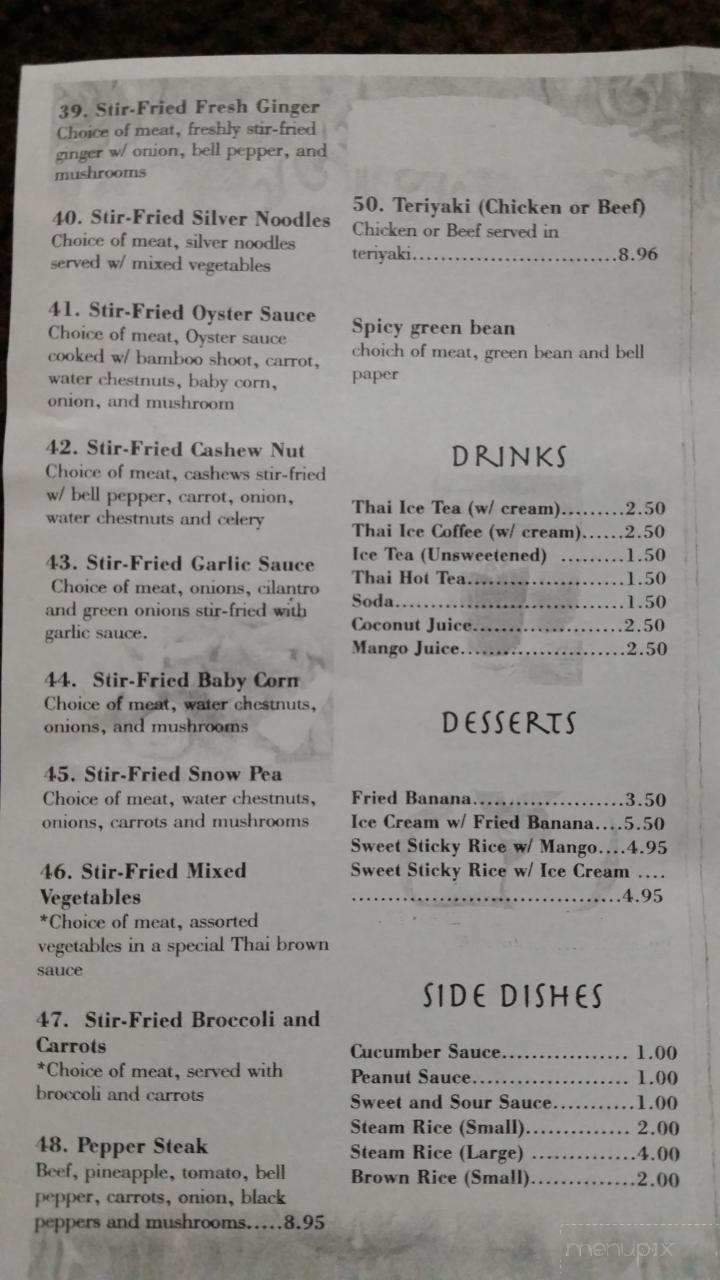 39. Stir-Fried Fresh Ginger
Choice of meat, freshly stir-fried
ginger w/ onion, bell pepper, and
mushrooms
40. Stir-Fried Silver Noodles
Choice of meat, silver noodles
served w/ mixed vegetables
41. Stir-Fried Oyster Sauce
Choice of meat, Oyster sauce
cooked w/ bamboo shoot, carrot,
water chestnuts, baby corn,
onion, and mushroom
42. Stir-Fried Cashew Nut
Choice of meat, cashews stir-fried
w/ bell pepper, carrot, onion,
water chestnuts and celery
43. Stir-Fried Garlic Sauce
Choice of meat, onions, cilantro
and green onions stir-fried with
garlic sauce.
44. Stir-Fried Baby Corn
Choice of meat, water chestnuts,
onions, and mushrooms
45. Stir-Fried Snow Pea
Choice of meat, water chestnuts,
onions, carrots and mushrooms
46. Stir-Fried Mixed
Vegetables
*Choice of meat, assorted
vegetables in a special Thai brown
sauce
47. Stir-Fried Broccoli and
Carrots
*Choice of meat, served with
broccoli and carrots
48. Pepper Steak
Beef, pineapple, tomato, bell
pepper, carrots, onion, black
peppers and mushrooms.....8.95
50. Teriyaki (Chicken or Beef)
Chicken or Beef served in
teriyaki............................8.96
Spicy green bean
choich of meat, green bean and bell
paper
DRINKS
Thai Ice Tea (w/ cream).........2.50
Thai Ice Coffee (w/ cream)......2.50
Ice Tea (Unsweetened) .........1.50
Thai Hot Tea.......................1.50
Soda.................................1.50
Coconut Juice......................2.50
Mango Juice........................2.50
DESSERTS
Fried Banana......................3.50
Ice Cream w/ Fried Banana....5.50
Sweet Sticky Rice w/ Mango....4.95
Sweet Sticky Rice w/ Ice Cream ....
.......................................4.95
SIDE DISHES
Cucumber Sauce................. 1.00
Peanut Sauce...................... 1.00
Sweet and Sour Sauce...........1.00
Steam Rice (Small)............... 2.00
Steam Rice (Large) ..............4.00
Brown Rice (Small)..............2.00
menupix